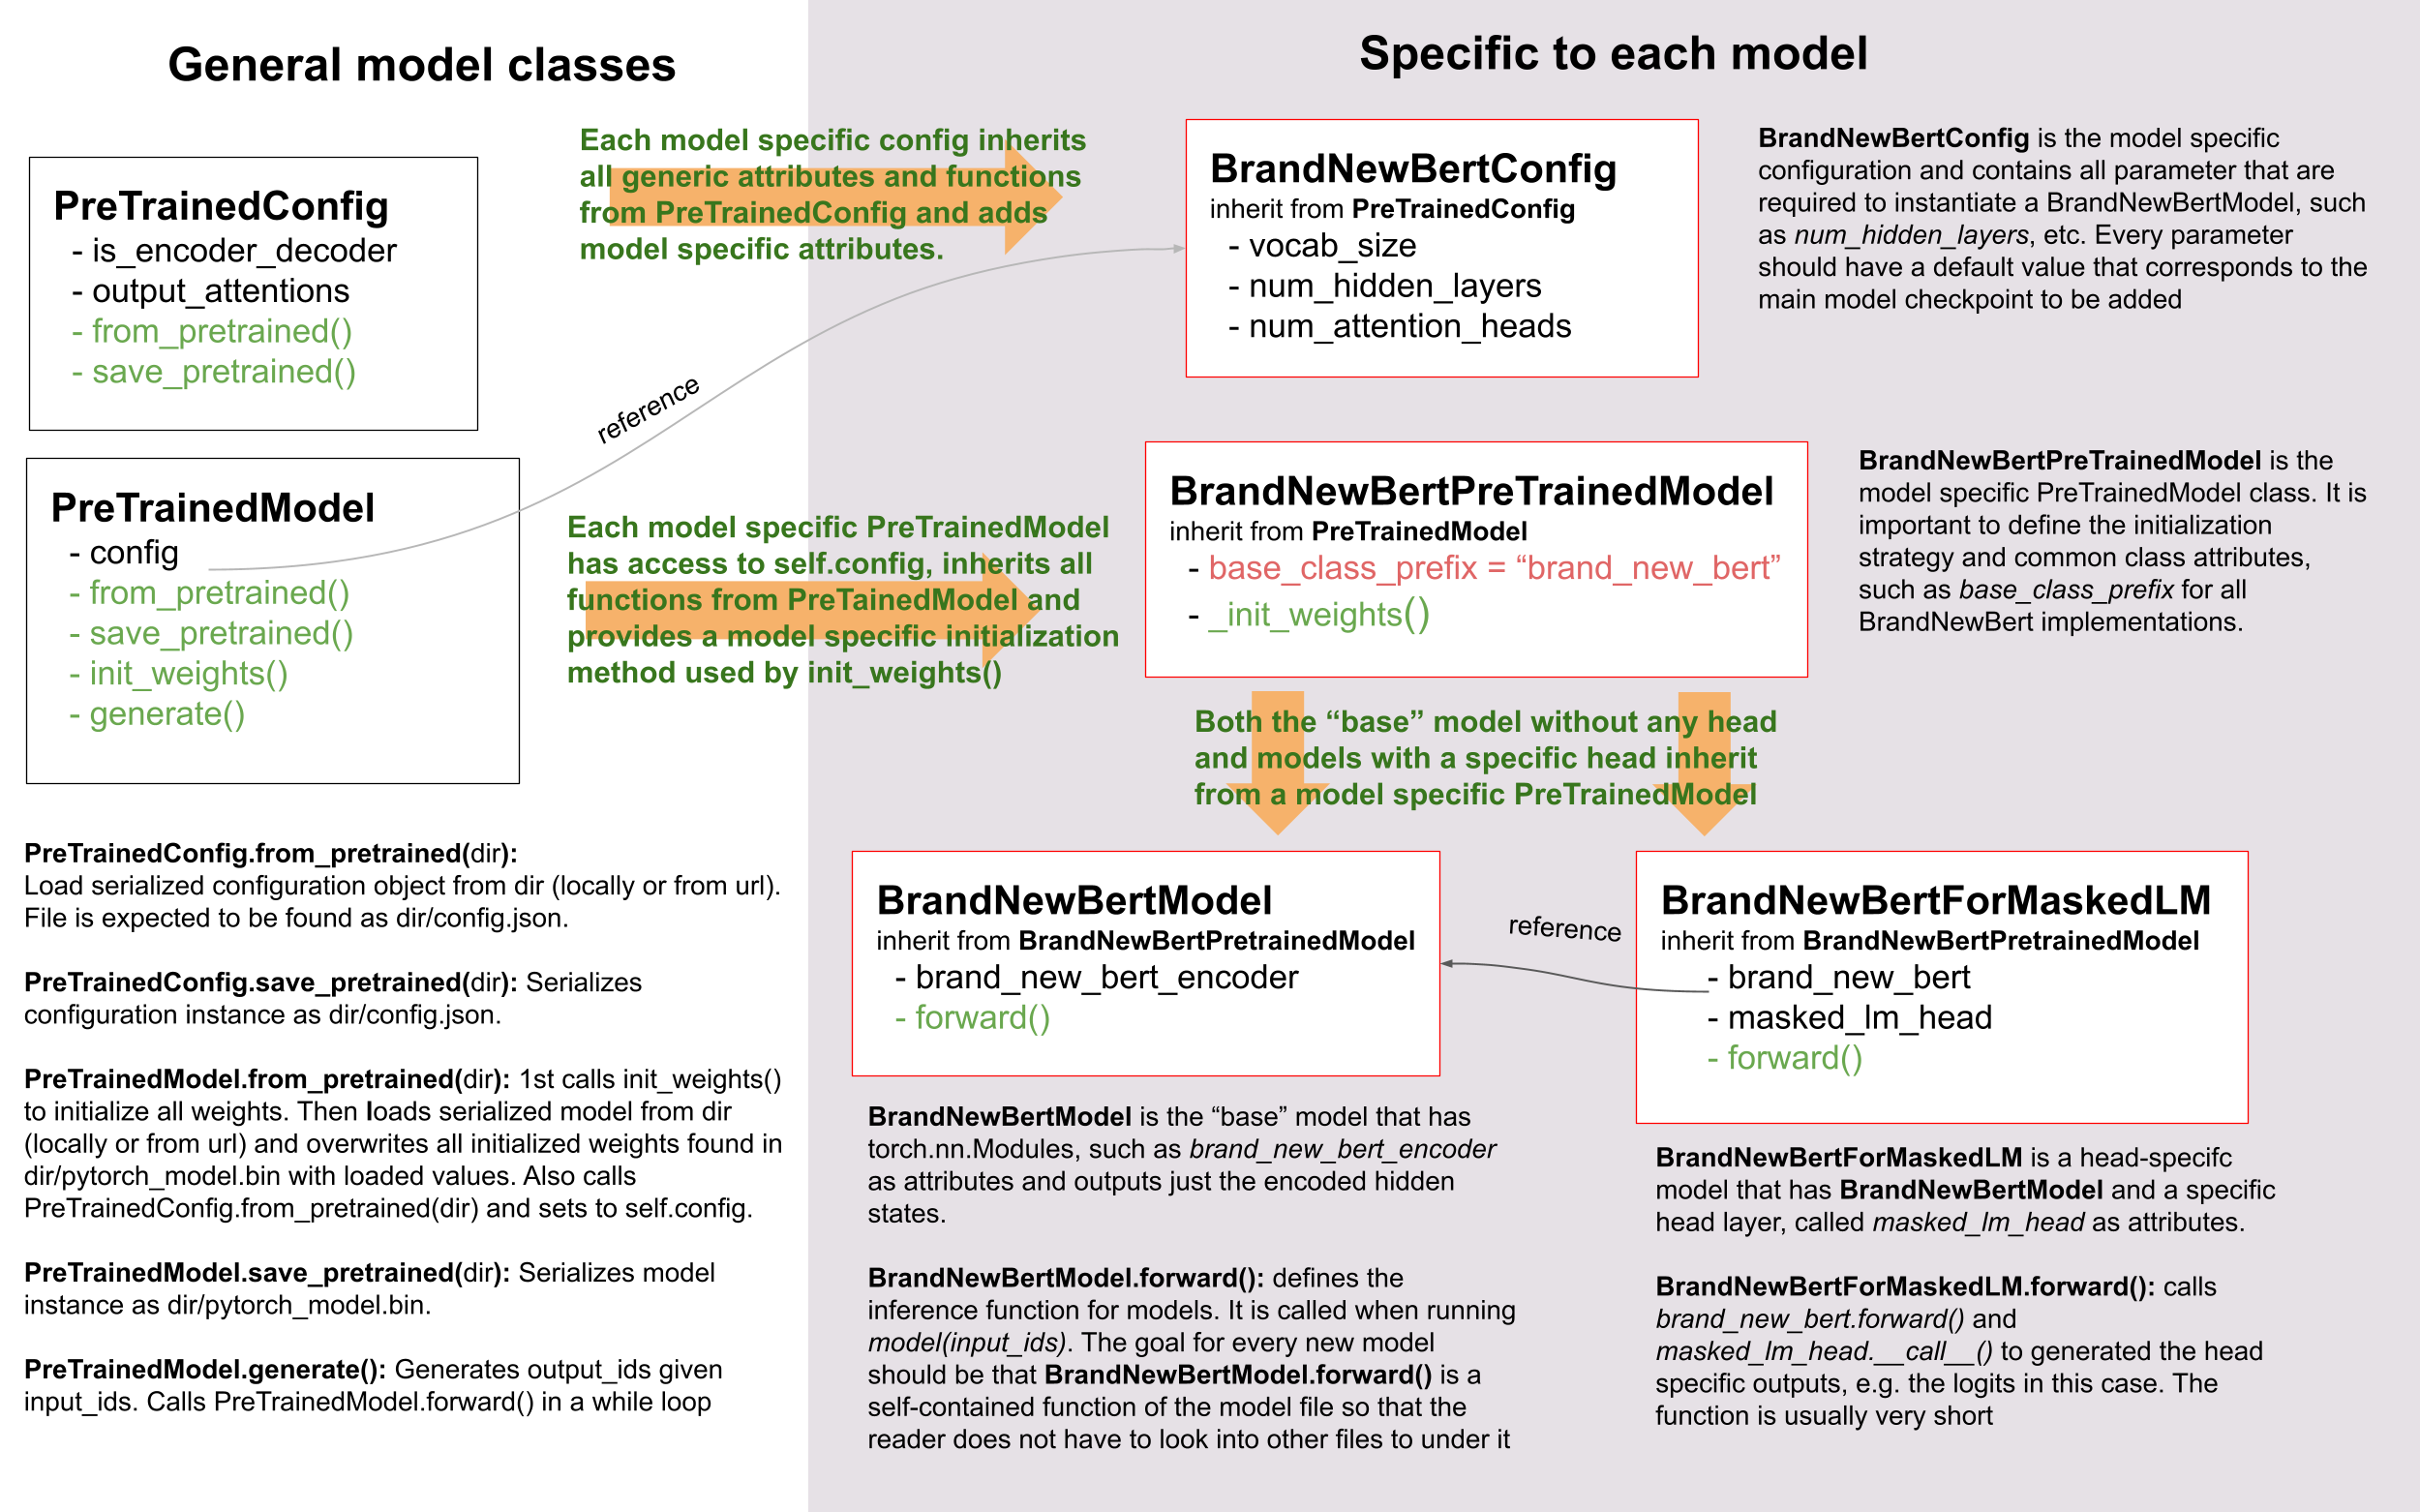 General model classes
PreTrainedConfig
- is_encoder_decoder
- output_attentions
- from_pretrained()
- save_pretrained()
PreTrainedModel
- config
- from_pretrained()
- save_pretrained()
- init_weights()
- generate()
PreTrainedConfig.from_pretrained(dir):
Load serialized configuration object from dir (locally or from url).
File is expected to be found as dir/config.json.
PreTrainedConfig.save_pretrained(dir): Serializes
configuration instance as dir/config.json.
PreTrainedModel.from_pretrained(dir): 1st calls init_weights()
to initialize all weights. Then loads serialized model from dir
(locally or from url) and overwrites all initialized weights found in
dir/pytorch_model.bin with loaded values. Also calls
PreTrainedConfig.from_pretrained(dir) and sets to self.config.
PreTrainedModel.save_pretrained(dir): Serializes model
instance as dir/pytorch_model.bin.
PreTrainedModel.generate(): Generates output_ids given
input_ids. Calls PreTrainedModel.forward() in a while loop
Each model specific config inherits
all generic attributes and functions
from PreTrainedConfig and adds
model specific attributes.
reference
Each model specific PreTrainedModel
has access to self.config, inherits all
functions from PreTainedModel and
provides a model specific initialization
method used by init_weights()
Specific to each model
BrandNewBertConfig
inherit from PreTrainedConfig
- vocab_size
- num_hidden_layers
- num_attention_heads
BrandNewBertConfig is the model specific
configuration and contains all parameter that are
required to instantiate a BrandNewBertModel, such
as num_hidden_layers, etc. Every parameter
should have a default value that corresponds to the
main model checkpoint to be added
BrandNewBertPreTrainedModel
inherit from PreTrainedModel
- base_class_prefix = “brand_new_bert”
- _init_weights()
BrandNewBertPreTrainedModel is the
model specific PreTrainedModel class. It is
important to define the initialization
strategy and common class attributes,
such as base_class_prefix for all
BrandNewBert implementations.
Both the “base” model without any head
and models with a specific head inherit
from a model specific PreTrainedModel
BrandNewBertModel
inherit from BrandNewBertPretrainedModel
- brand_new_bert_encoder
- forward()
reference
BrandNewBertForMaskedLM
inherit from BrandNewBertPretrainedModel
- brand_new_bert
- masked_lm_head
- forward()
BrandNewBertModel is the “base” model that has
torch.nn.Modules, such as brand_new_bert_encoder
as attributes and outputs just the encoded hidden
states.
BrandNewBertModel.forward(): defines the
inference function for models. It is called when running
model(input_ids). The goal for every new model
should be that BrandNewBertModel.forward() is a
self-contained function of the model file so that the
reader does not have to look into other files to under it
BrandNewBertForMaskedLM is a head-specifc
model that has BrandNewBertModel and a specific
head layer, called masked_lm_head as attributes.
BrandNewBertForMaskedLM.forward(): calls
brand_new_bert.forward() and
masked_lm_head.__call__() to generated the head
specific outputs, e.g. the logits in this case. The
function is usually very short